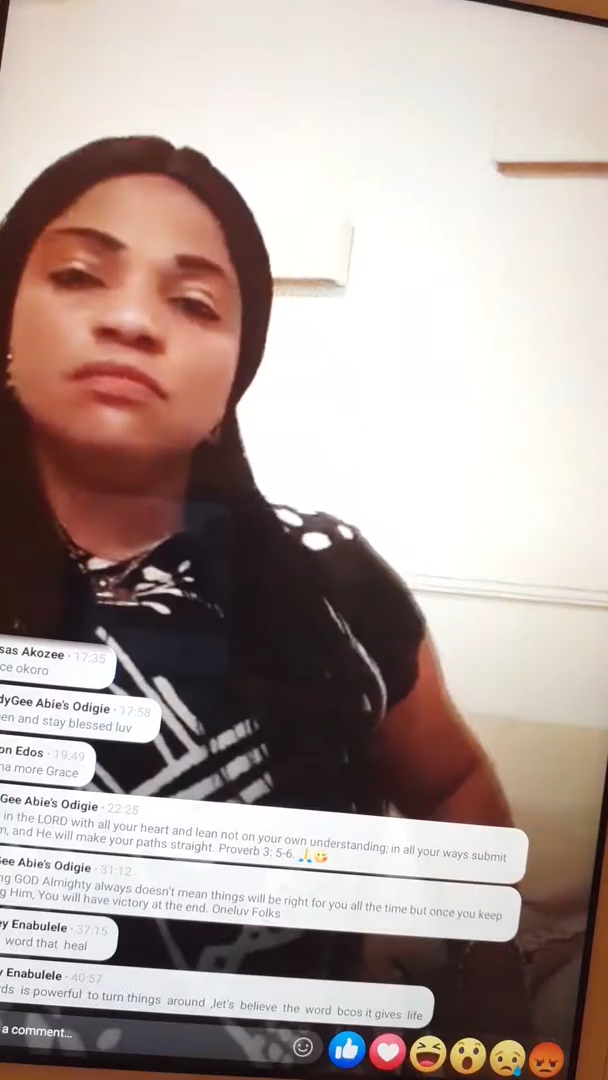 sas Akozee · 17:35
ce okoro
dyGee Abie's Odigie · 17:58
en and stay blessed luv
on Edos · 19:49
na more Grace
Gee Abie's Odigie · 22:25
in the LORD with all your heart and lean not on your own understanding; in all your ways submit
m, and He will make your paths straight. Proverb 3: 5-6. 🙏😋
Gee Abie's Odigie · 31:12
ng GOD Almighty always doesn't mean things will be right for you all the time but once you keep
g Him, You will have victory at the end. Oneluv Folks
ey Enabulele · 37:15
word that heal
y Enabulele · 40:57
rds is powerful to turn things around ,let's believe the word bcos it gives life
a comment...